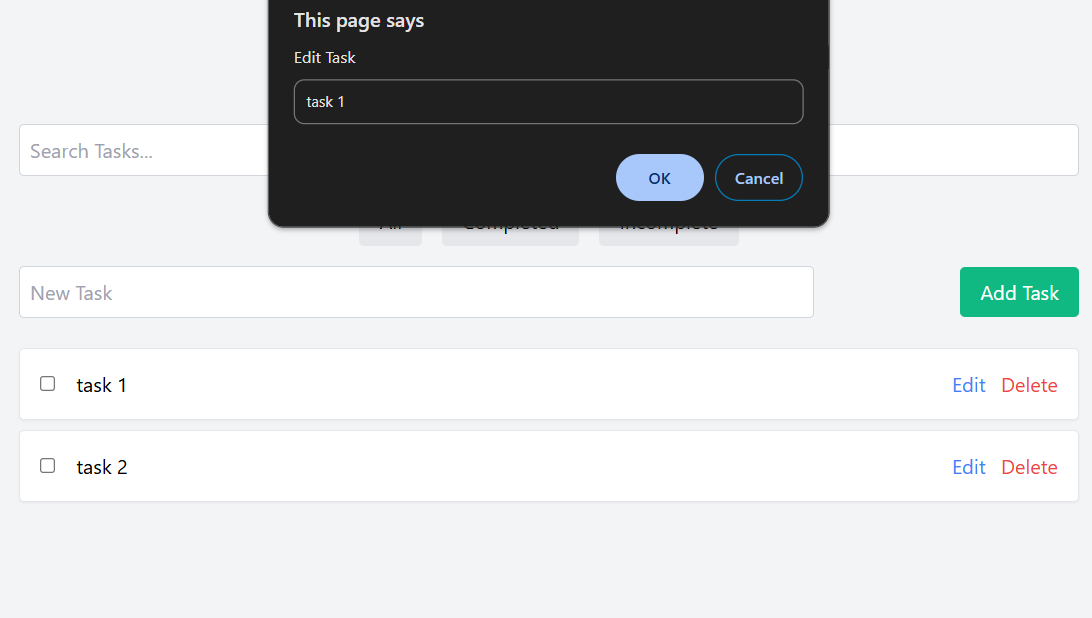 This page says
Edit Task
task 1
OK Cancel
Search Tasks...
All Completed Incomplete
New Task Add Task
task 1 Edit Delete
task 2 Edit Delete